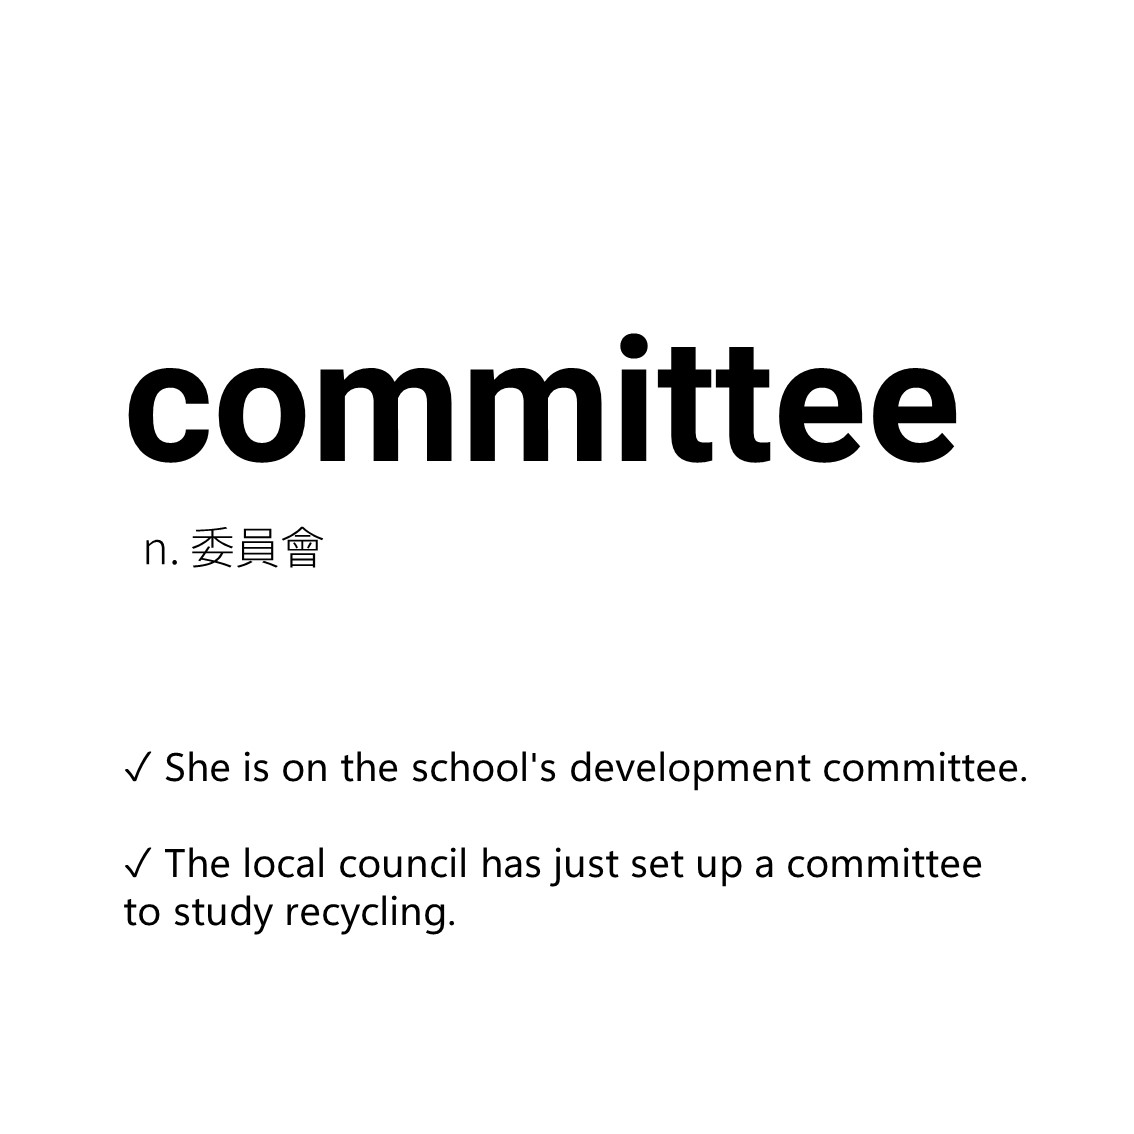 committee
n. 委員會
✓ She is on the school's development committee.
✓ The local council has just set up a committee
to study recycling.